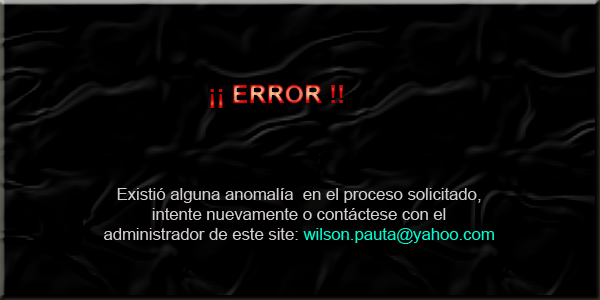 ¡¡ ERROR !!
Existió alguna anomalía en el proceso solicitado,
intente nuevamente o contáctese con el
administrador de este site: wilson.pauta@yahoo.com